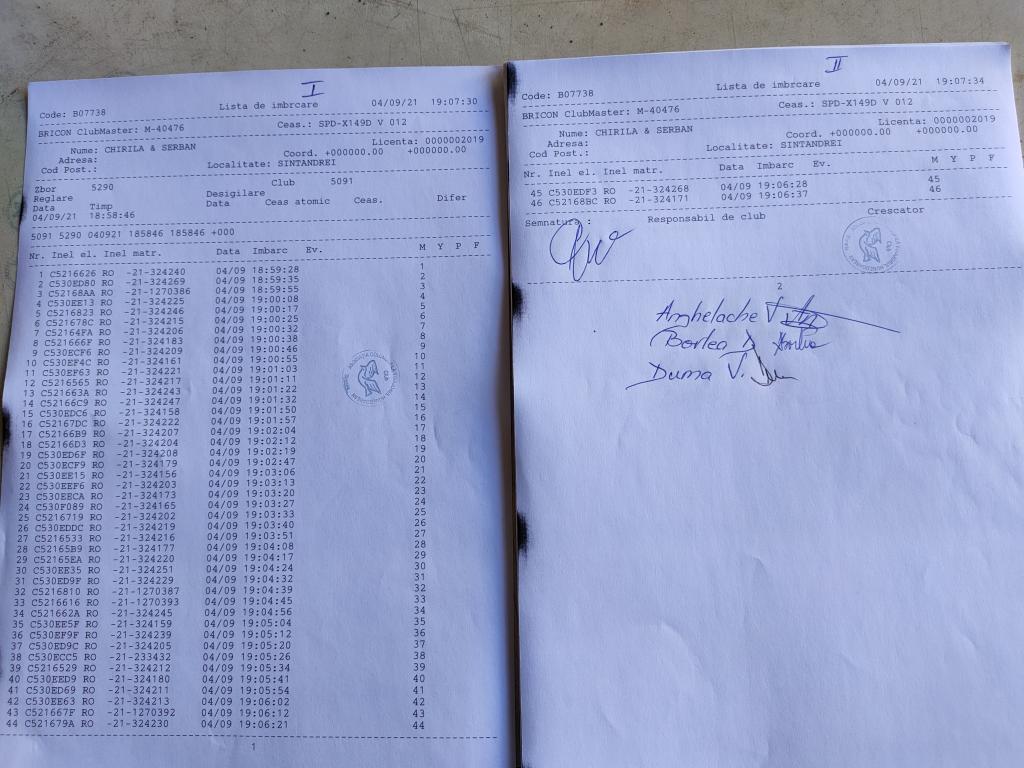 I
Code: B07738 Lista de imbrcare 04/09/21 19:07:30
BRICON ClubMaster: M-40476 Ceas.: SPD-X149D V 012
Licenta: 0000002019
Nume: CHIRILA & SERBAN Coord. +000000.00 +000000.00
Adresa:
Cod Post.: Localitate: SINTANDREI
Zbor 5290 Club 5091
Reglare Desigilare
Data Timp Data Ceas atomic Ceas. Difer
04/09/21 18:58:46
5091 5290 040921 185846 185846 +000
Nr. Inel el. Inel matr. Data Imbarc Ev. M Y P F
1 C5216626 RO -21-324240 04/09 18:59:28 1
2 C530ED80 RO -21-324269 04/09 18:59:35 2
3 C52168AA RO -21-1270386 04/09 18:59:55 3
4 C530EE13 RO -21-324225 04/09 19:00:08 4
5 C5216823 RO -21-324246 04/09 19:00:17 5
6 C521678C RO -21-324215 04/09 19:00:25 6
7 C52164FA RO -21-324206 04/09 19:00:32 7
8 C521666F RO -21-324183 04/09 19:00:38 8
9 C530ECF6 RO -21-324209 04/09 19:00:46 9
10 C530EF4C RO -21-324161 04/09 19:00:55 10
11 C530EF63 RO -21-324221 04/09 19:01:03 11
12 C5216565 RO -21-324217 04/09 19:01:11 12
13 C521663A RO -21-324243 04/09 19:01:22 13
14 C52166C9 RO -21-324247 04/09 19:01:32 14
15 C530EDC6 RO -21-324158 04/09 19:01:50 15
16 C52167DC RO -21-324222 04/09 19:01:57 16
17 C52166B9 RO -21-324207 04/09 19:02:04 17
18 C52166D3 RO -21-324204 04/09 19:02:12 18
19 C530ED6F RO -21-324208 04/09 19:02:19 19
20 C530ECF9 RO -21-324179 04/09 19:02:47 20
21 C530EE15 RO -21-324156 04/09 19:03:06 21
22 C530EEF6 RO -21-324203 04/09 19:03:13 22
23 C530EECA RO -21-324173 04/09 19:03:20 23
24 C530F089 RO -21-324165 04/09 19:03:27 24
25 C5216719 RO -21-324202 04/09 19:03:33 25
26 C530EDDC RO -21-324219 04/09 19:03:40 26
27 C5216533 RO -21-324216 04/09 19:03:51 27
28 C52165B9 RO -21-324177 04/09 19:04:08 28
29 C52165EA RO -21-324220 04/09 19:04:17 29
30 C530EE35 RO -21-324251 04/09 19:04:24 30
31 C530ED9F RO -21-324229 04/09 19:04:32 31
32 C5216810 RO -21-1270387 04/09 19:04:39 32
33 C5216616 RO -21-1270393 04/09 19:04:45 33
34 C521662A RO -21-324245 04/09 19:04:56 34
35 C530EE5F RO -21-324159 04/09 19:05:04 35
36 C530EF9F RO -21-324239 04/09 19:05:12 36
37 C530ED9C RO -21-324205 04/09 19:05:20 37
38 C530ECC5 RO -21-233432 04/09 19:05:26 38
39 C5216529 RO -21-324212 04/09 19:05:34 39
40 C530EED9 RO -21-324180 04/09 19:05:41 40
41 C530ED69 RO -21-324211 04/09 19:05:54 41
42 C530EE63 RO -21-324213 04/09 19:06:02 42
43 C521667F RO -21-1270392 04/09 19:06:12 43
44 C521679A RO -21-324230 04/09 19:06:21 44
1
II
Code: B07738 Lista de imbrcare 04/09/21 19:07:34
BRICON ClubMaster: M-40476 Ceas.: SPD-X149D V 012
Licenta: 0000002019
Nume: CHIRILA & SERBAN Coord. +000000.00 +000000.00
Adresa:
Cod Post.: Localitate: SINTANDREI
Nr. Inel el. Inel matr. Data Imbarc Ev. M Y P F
45 C530EDF3 RO -21-324268 04/09 19:06:28 45
46 C52168BC RO -21-324171 04/09 19:06:37 46
Semnatura : Responsabil de club Crescator
2
Anghelache V.
Borlea D.
Duma V.